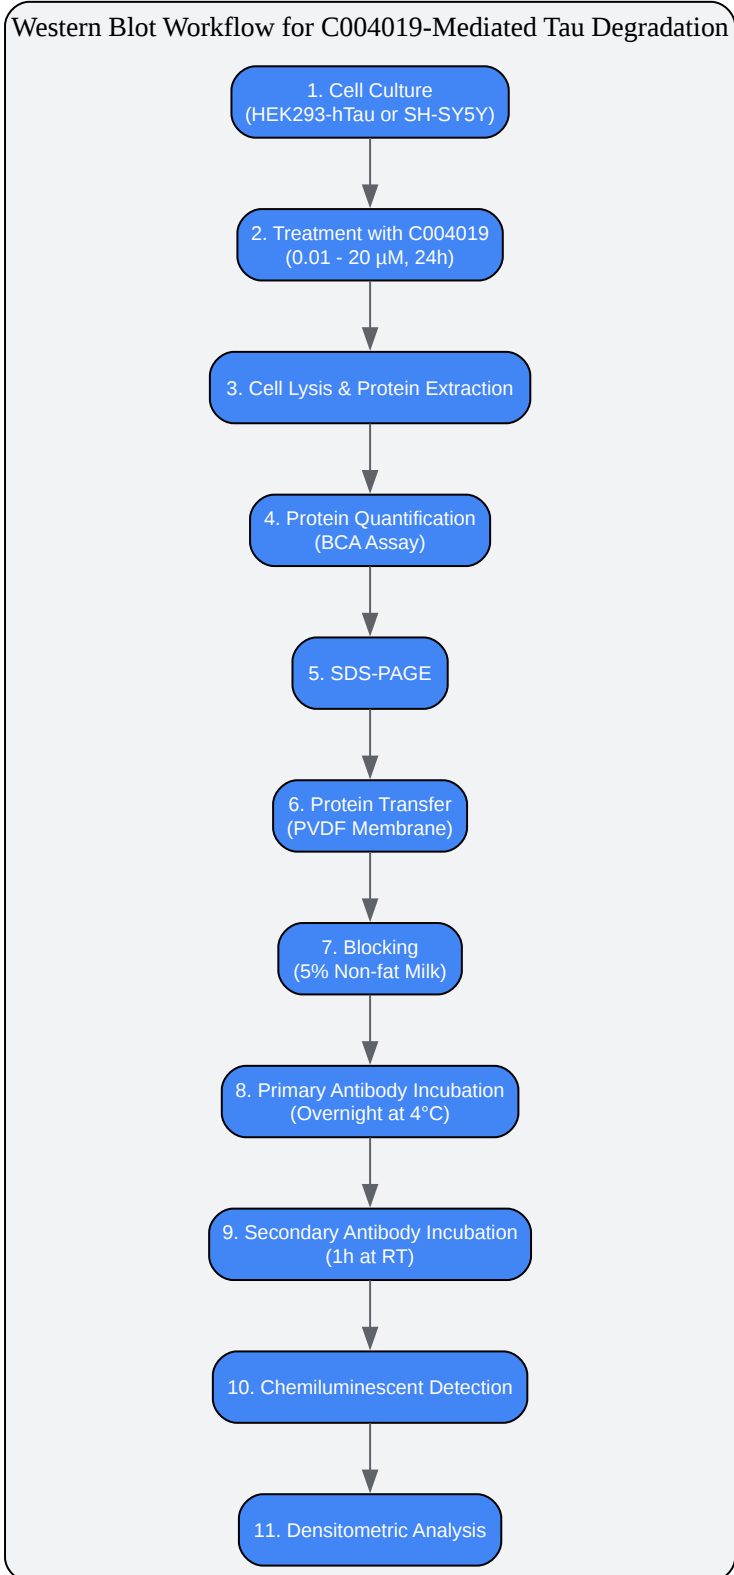 Western Blot Workflow for C004019-Mediated Tau Degradation
1. Cell Culture
(HEK293-hTau or SH-SY5Y)
2. Treatment with C004019
(0.01 - 20 µM, 24h)
3. Cell Lysis & Protein Extraction
4. Protein Quantification
(BCA Assay)
5. SDS-PAGE
6. Protein Transfer
(PVDF Membrane)
7. Blocking
(5% Non-fat Milk)
8. Primary Antibody Incubation
(Overnight at 4°C)
9. Secondary Antibody Incubation
(1h at RT)
10. Chemiluminescent Detection
11. Densitometric Analysis